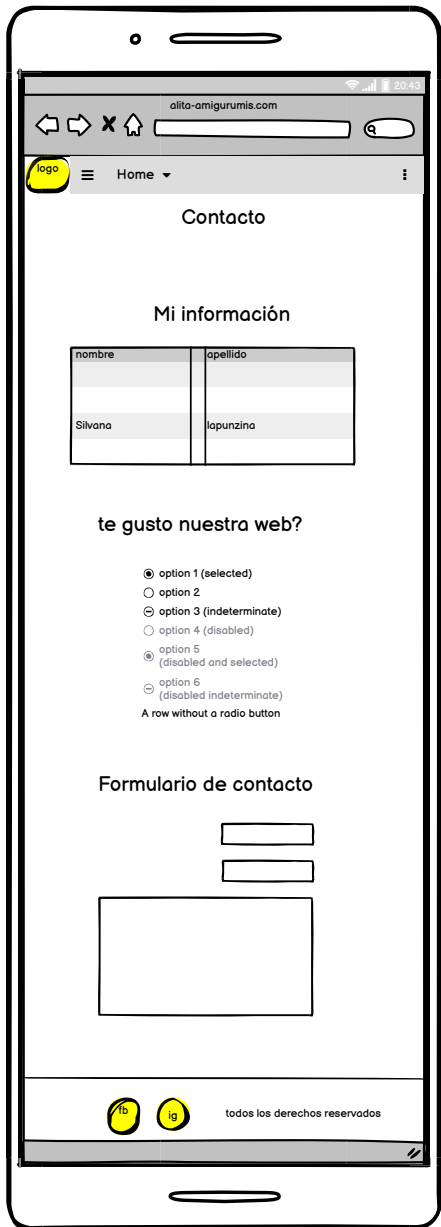 20:43
alita-amigurumis.com
logo
Home
Contacto
Mi información
nombre apellido
Silvana lapunzina
te gusto nuestra web?
option 1 (selected)
option 2
option 3 (indeterminate)
option 4 (disabled)
option 5
(disabled and selected)
option 6
(disabled indeterminate)
A row without a radio button
Formulario de contacto
fb ig todos los derechos reservados